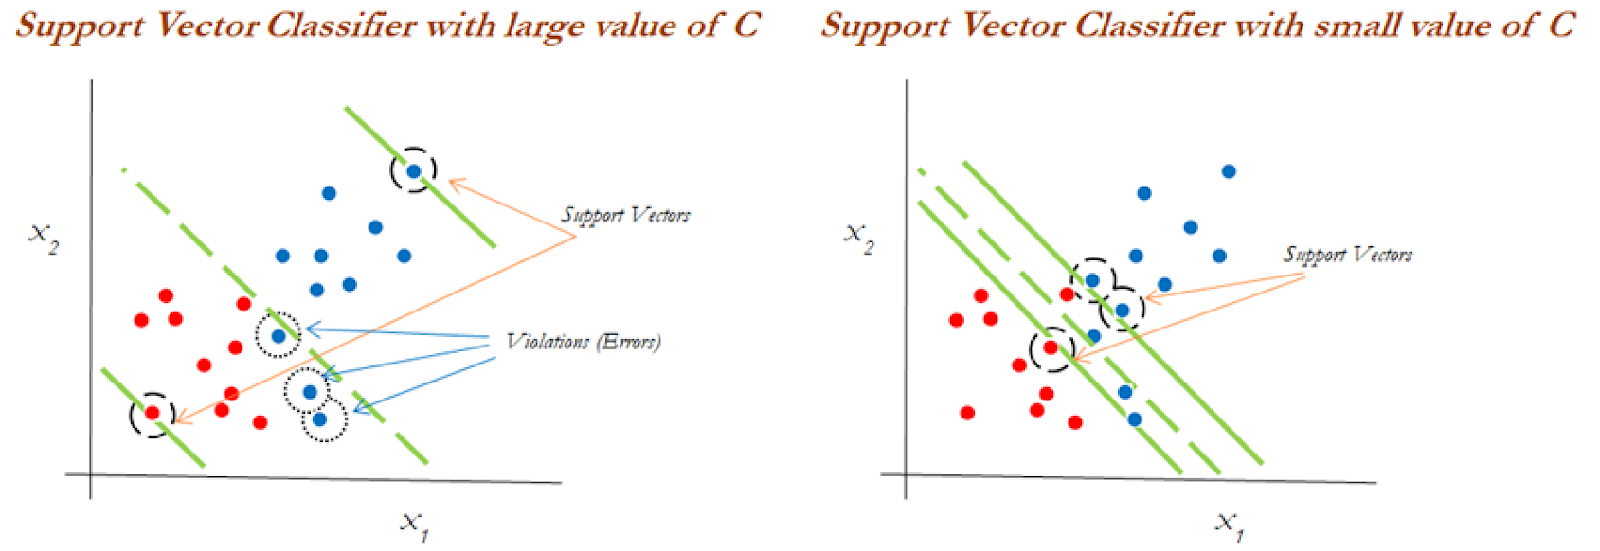 Support Vector Classifier with large value of C
Support Vector Classifier with small value of C
Support Vectors
X2
Violations (Errors)
X1
Support Vectors
X2
X1